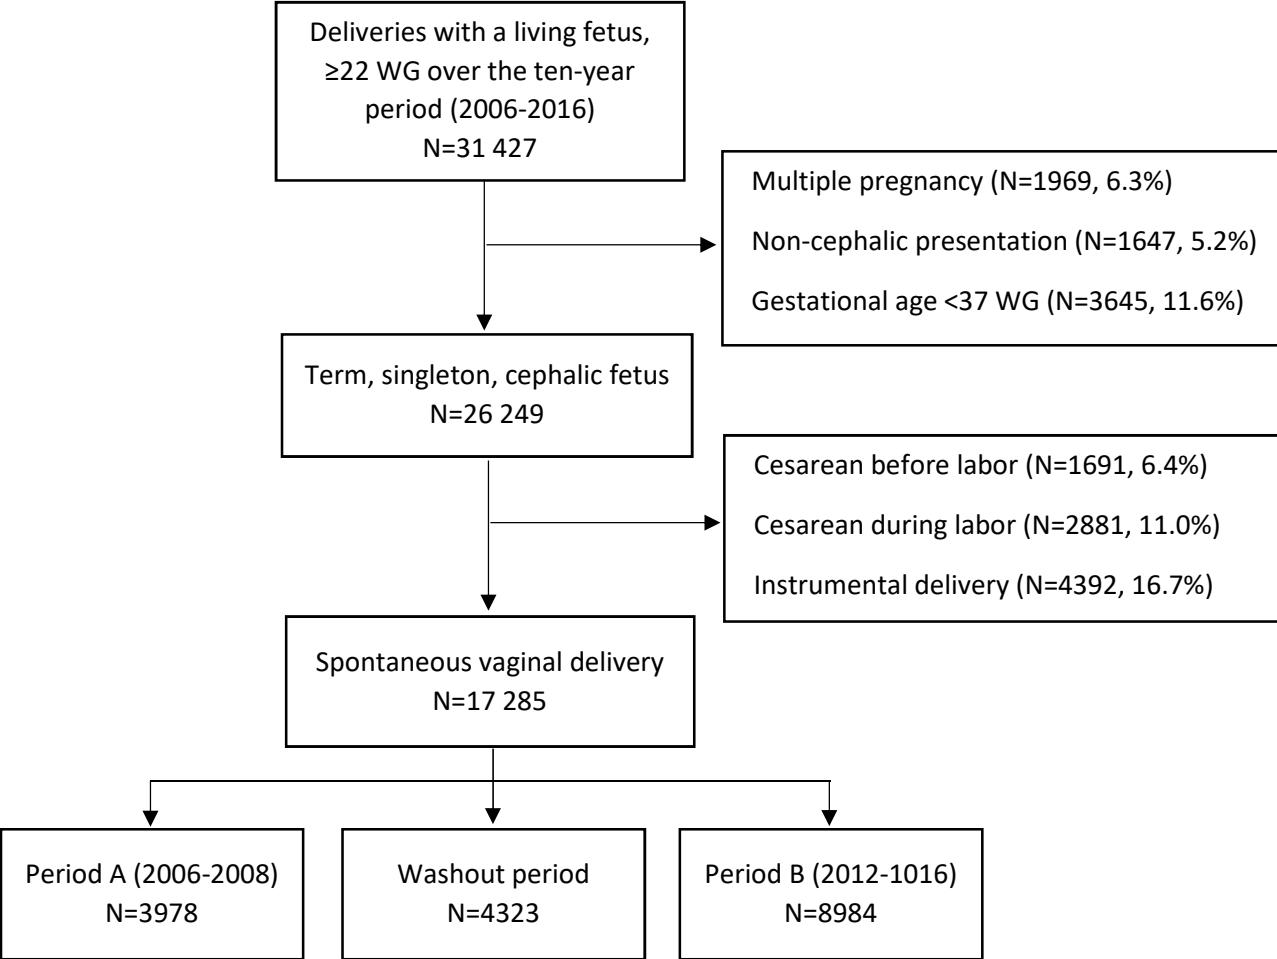 Deliveries with a living fetus,
≥22 WG over the ten-year
period (2006-2016)
N=31 427
Multiple pregnancy (N=1969, 6.3%)
Non-cephalic presentation (N=1647, 5.2%)
Gestational age <37 WG (N=3645, 11.6%)
Term, singleton, cephalic fetus
N=26 249
Cesarean before labor (N=1691, 6.4%)
Cesarean during labor (N=2881, 11.0%)
Instrumental delivery (N=4392, 16.7%)
Spontaneous vaginal delivery
N=17 285
Period A (2006-2008)
N=3978
Washout period
N=4323
Period B (2012-1016)
N=8984